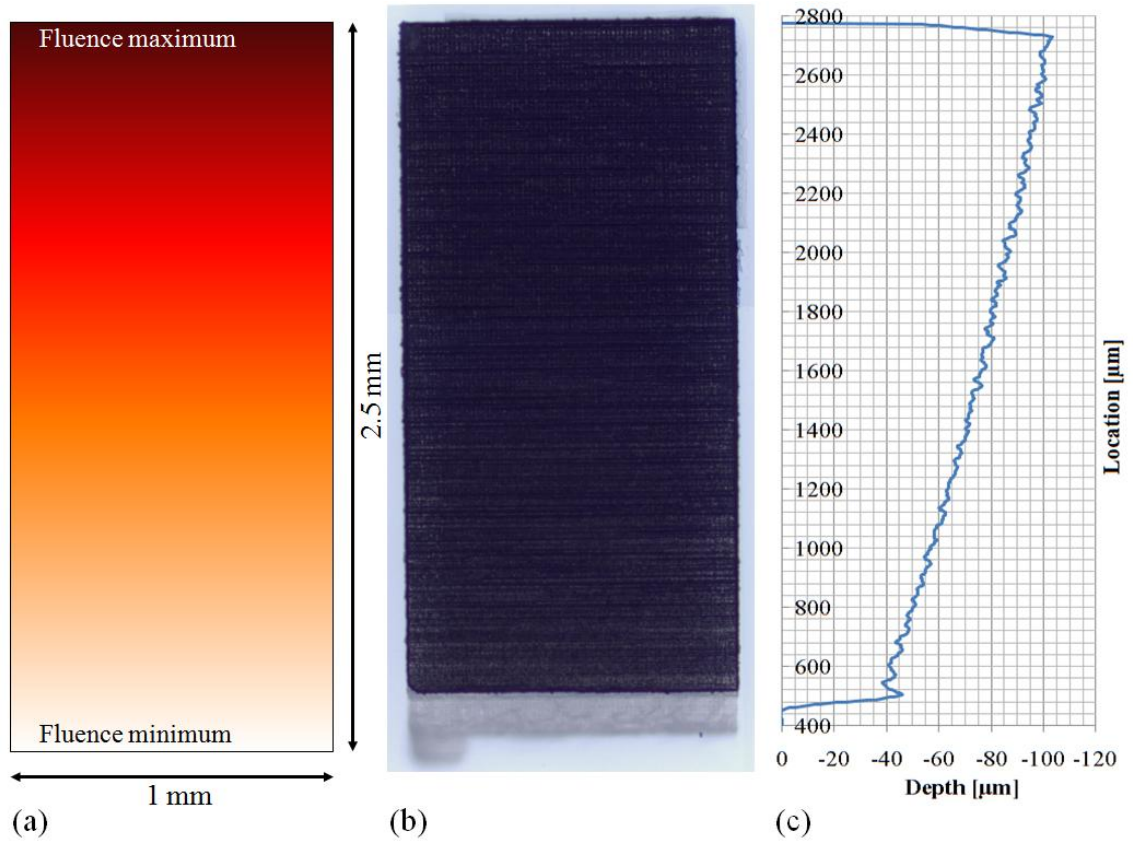 Fluence maximum
Fluence minimum
2.5 mm
1 mm
(a)
(b)
2800
2600
2400
2200
2000
1800
1600
1400
1200
1000
800
600
400
Location [µm]
0 -20 -40 -60 -80 -100 -120
Depth [µm]
(c)